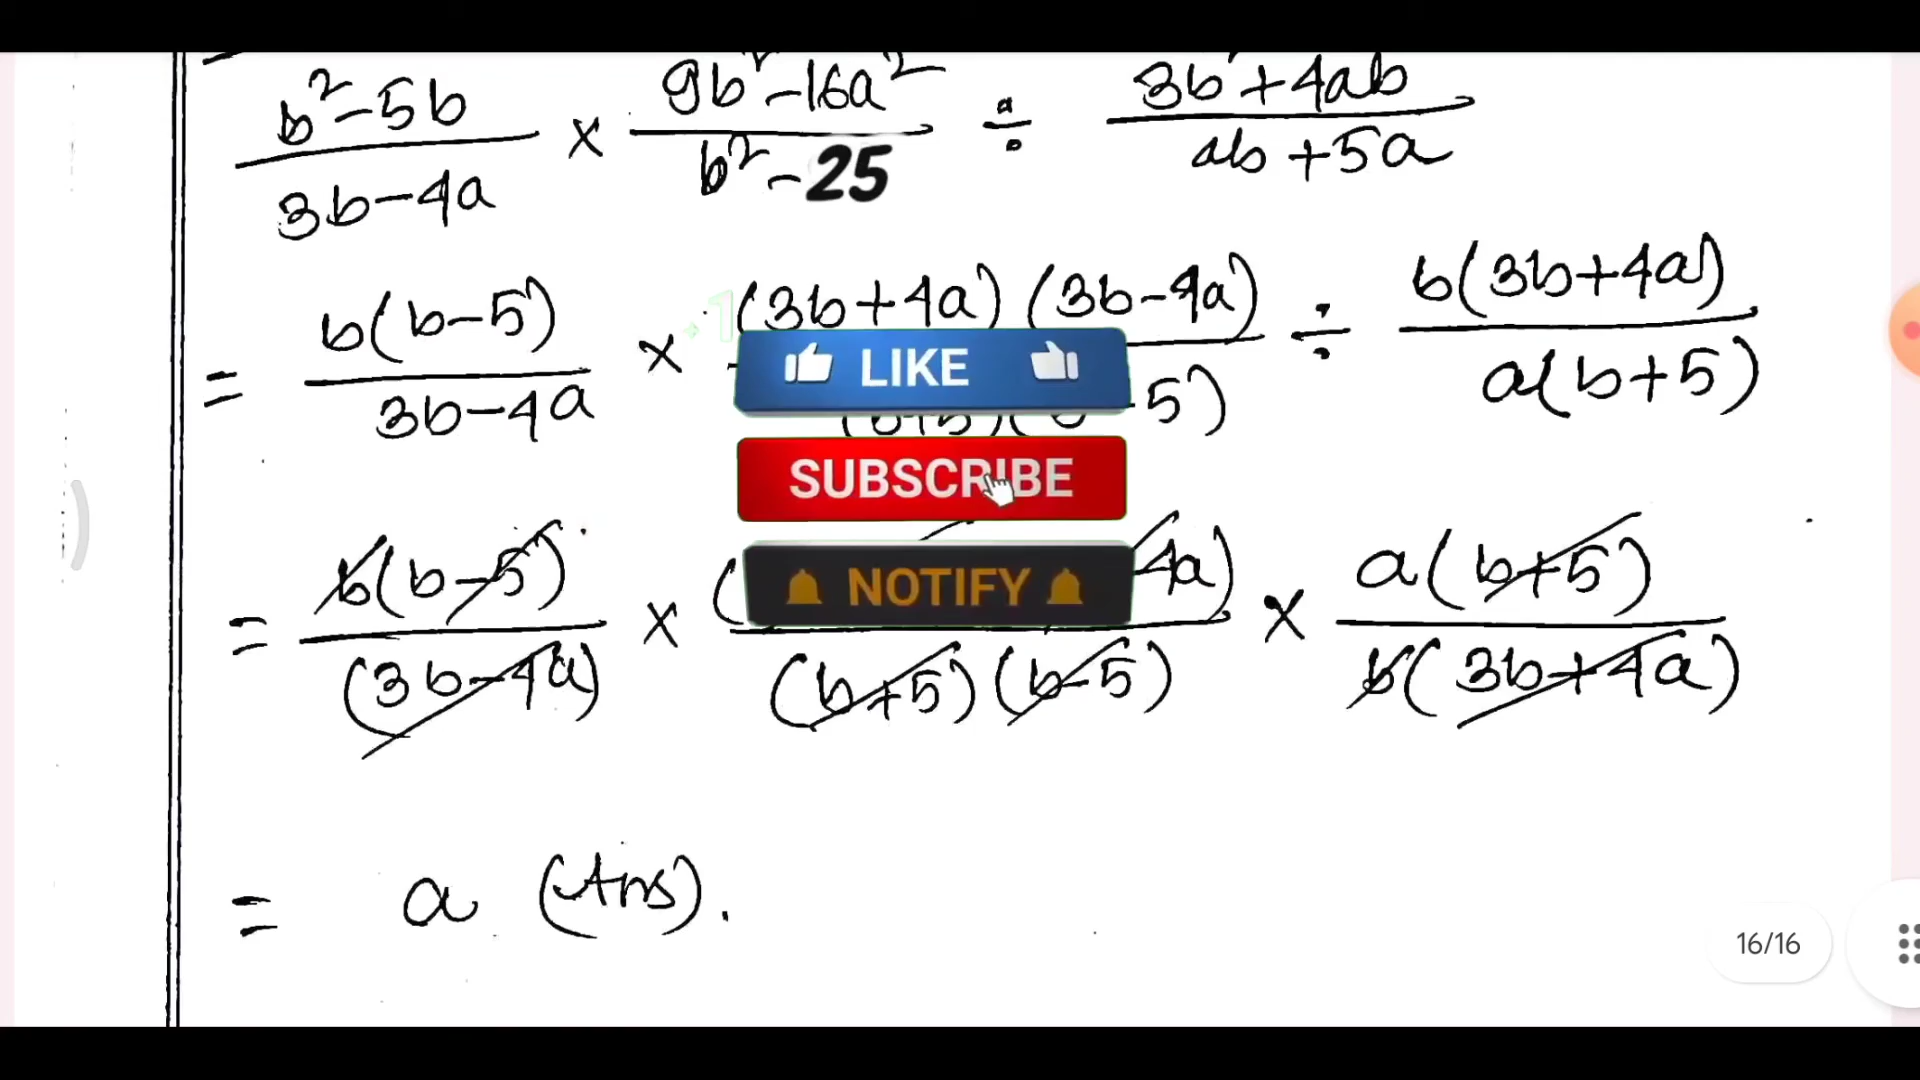 b²-5b / 3b-4a × 9b²-16a² / b²-25 ÷ 3b²+4ab / ab+5a
= b(b-5) / 3b-4a × (3b+4a)(3b-4a) / (b+5)( 5) ÷ b(3b+4a) / a(b+5)
LIKE
SUBSCRIBE
NOTIFY
= b(b-5) / (3b-4a) × ( 4a) / (b+5)(b-5) × a(b+5) / b(3b+4a)
= a (Ans).
16/16